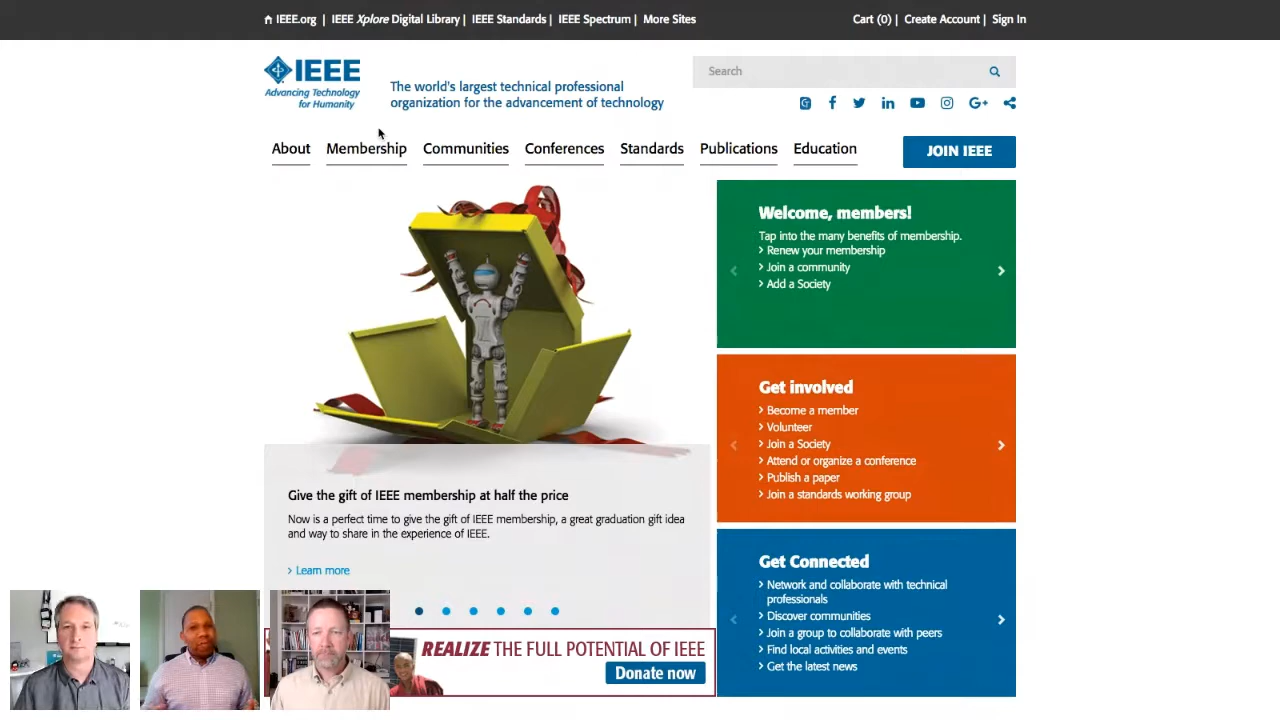 IEEE.org | IEEE Xplore Digital Library | IEEE Standards | IEEE Spectrum | More Sites
Cart (0) | Create Account | Sign In
IEEE
Advancing Technology
for Humanity
The world's largest technical professional
organization for the advancement of technology
Search
About Membership Communities Conferences Standards Publications Education
JOIN IEEE
Welcome, members!
Tap into the many benefits of membership.
Renew your membership
Join a community
Add a Society
Get involved
Become a member
Volunteer
Join a Society
Attend or organize a conference
Publish a paper
Join a standards working group
Give the gift of IEEE membership at half the price
Now is a perfect time to give the gift of IEEE membership, a great graduation gift idea
and way to share in the experience of IEEE.
Learn more
Get Connected
Network and collaborate with technical
professionals
Discover communities
Join a group to collaborate with peers
Find local activities and events
Get the latest news
REALIZE THE FULL POTENTIAL OF IEEE
Donate now